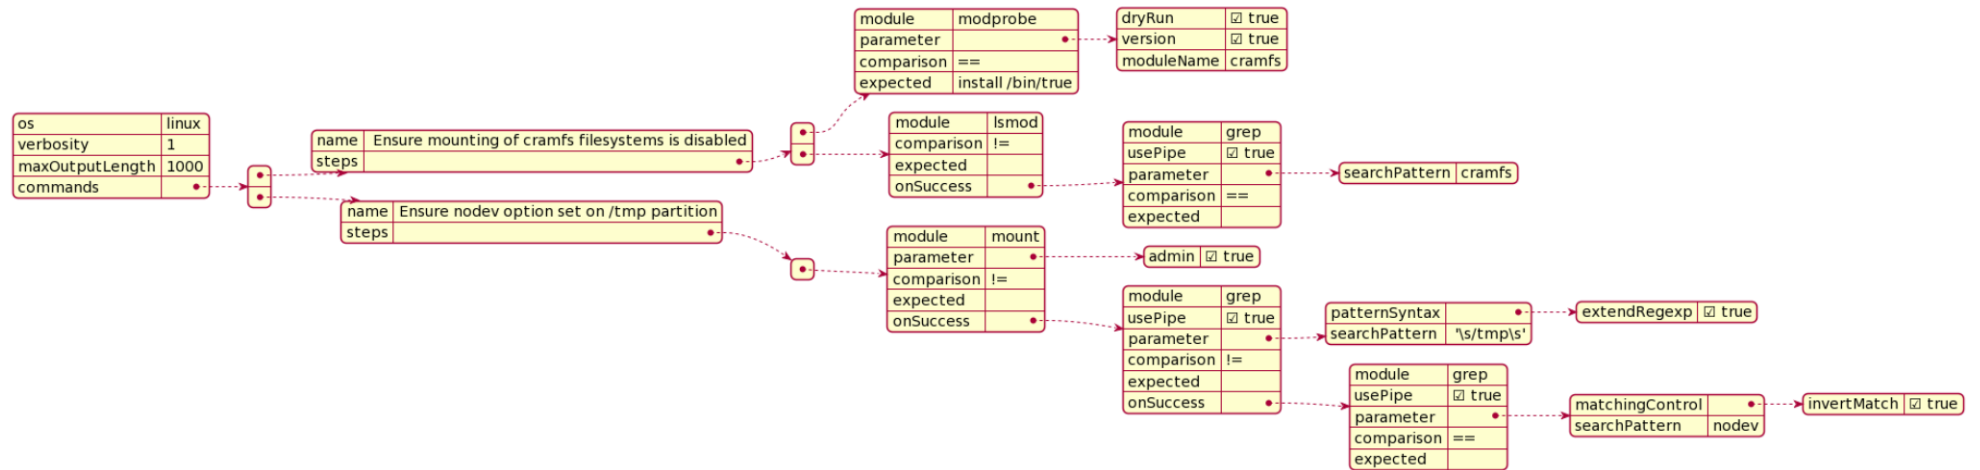 os linux
verbosity 1
maxOutputLength 1000
commands
name Ensure mounting of cramfs filesystems is disabled
steps
module modprobe
parameter
comparison ==
expected install /bin/true
dryRun ☑ true
version ☑ true
moduleName cramfs
module lsmod
comparison !=
expected
onSuccess
module grep
usePipe ☑ true
parameter
comparison ==
expected
searchPattern cramfs
name Ensure nodev option set on /tmp partition
steps
module mount
parameter
comparison !=
expected
onSuccess
admin ☑ true
module grep
usePipe ☑ true
parameter
comparison !=
expected
onSuccess
patternSyntax
searchPattern '\s/tmp\s'
extendRegexp ☑ true
module grep
usePipe ☑ true
parameter
comparison ==
expected
matchingControl
searchPattern nodev
invertMatch ☑ true